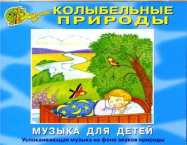 КОЛЫБЕЛЬНЫЕ
ПРИРОДЫ
МУЗЫКА ДЛЯ ДЕТЕЙ
Успокаивающая музыка на фоне звуков природы